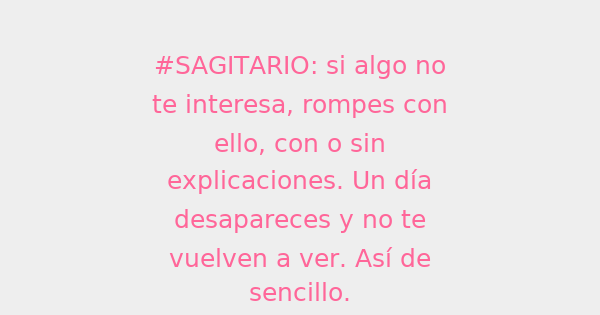 #SAGITARIO: si algo no
te interesa, rompes con
ello, con o sin
explicaciones. Un día
desapareces y no te
vuelven a ver. Así de
sencillo.